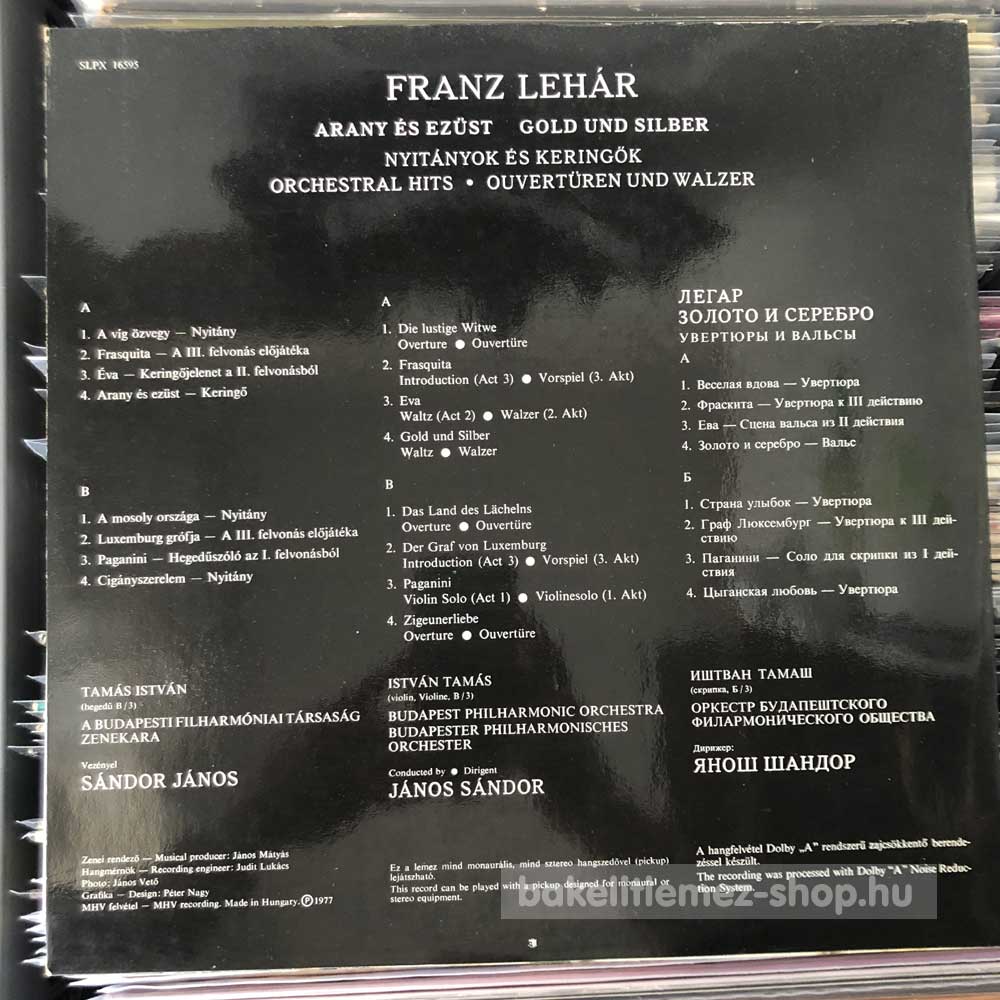 SLPX 16595
FRANZ LEHÁR
ARANY ÉS EZÜST GOLD UND SILBER
NYITÁNYOK ÉS KERINGŐK
ORCHESTRAL HITS • OUVERTÜREN UND WALZER
A
1. A víg özvegy — Nyitány
2. Frasquita — A III. felvonás előjátéka
3. Éva — Keringőjelenet a II. felvonásból
4. Arany és ezüst — Keringő
B
1. A mosoly országa — Nyitány
2. Luxemburg grófja — A III. felvonás előjátéka
3. Paganini — Hegedűszóló az I. felvonásból
4. Cigányszerelem — Nyitány
TAMÁS ISTVÁN
(hegedű B/3)
A BUDAPESTI FILHARMÓNIAI TÁRSASÁG
ZENEKARA
Vezényel
SÁNDOR JÁNOS
A
1. Die lustige Witwe
Overture ● Ouvertüre
2. Frasquita
Introduction (Act 3) ● Vorspiel (3. Akt)
3. Eva
Waltz (Act 2) ● Walzer (2. Akt)
4. Gold und Silber
Waltz ● Walzer
B
1. Das Land des Lächelns
Overture ● Ouvertüre
2. Der Graf von Luxemburg
Introduction (Act 3) ● Vorspiel (3. Akt)
3. Paganini
Violin Solo (Act 1) ● Violinesolo (1. Akt)
4. Zigeunerliebe
Overture ● Ouvertüre
ISTVÁN TAMÁS
(violin, Violine, B/3)
BUDAPEST PHILHARMONIC ORCHESTRA
BUDAPESTER PHILHARMONISCHES
ORCHESTER
Conducted by ● Dirigent
JÁNOS SÁNDOR
ЛЕГАР
ЗОЛОТО И СЕРЕБРО
УВЕРТЮРЫ И ВАЛЬСЫ
А
1. Веселая вдова — Увертюра
2. Фраскита — Увертюра к III действию
3. Ева — Сцена вальса из II действия
4. Золото и серебро — Вальс
Б
1. Страна улыбок — Увертюра
2. Граф Люксембург — Увертюра к III дей-
ствию
3. Паганини — Соло для скрипки из I дей-
ствия
4. Цыганская любовь — Увертюра
ИШТВАН ТАМАШ
(скрипка, Б/3)
ОРКЕСТР БУДАПЕШТСКОГО
ФИЛАРМОНИЧЕСКОГО ОБЩЕСТВА
Дирижер:
ЯНОШ ШАНДОР
Zenei rendező — Musical producer: János Mátyás
Hangmérnök — Recording engineer: Judit Lukács
Photo: János Vető
Grafika — Design: Péter Nagy
MHV felvétel — MHV recording. Made in Hungary. Ⓟ 1977
Ez a lemez mind monaurális, mind sztereo hangszedővel (pickup)
lejátszható.
This record can be played with a pickup designed for monaural or
stereo equipment.
A hangfelvétel Dolby „A" rendszerű zajcsökkentő berende-
zéssel készült.
The recording was processed with Dolby "A" Noise Reduc-
tion System.
bakelitlemez-shop.hu